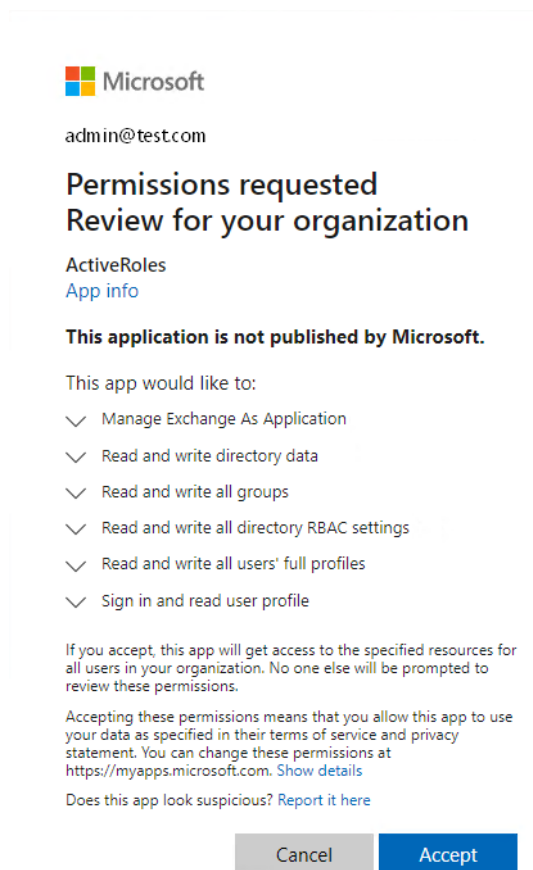 Microsoft
admin@test.com
Permissions requested
Review for your organization
ActiveRoles
App info
This application is not published by Microsoft.
This app would like to:
Manage Exchange As Application
Read and write directory data
Read and write all groups
Read and write all directory RBAC settings
Read and write all users' full profiles
Sign in and read user profile
If you accept, this app will get access to the specified resources for
all users in your organization. No one else will be prompted to
review these permissions.
Accepting these permissions means that you allow this app to use
your data as specified in their terms of service and privacy
statement. You can change these permissions at
https://myapps.microsoft.com. Show details
Does this app look suspicious? Report it here
Cancel Accept